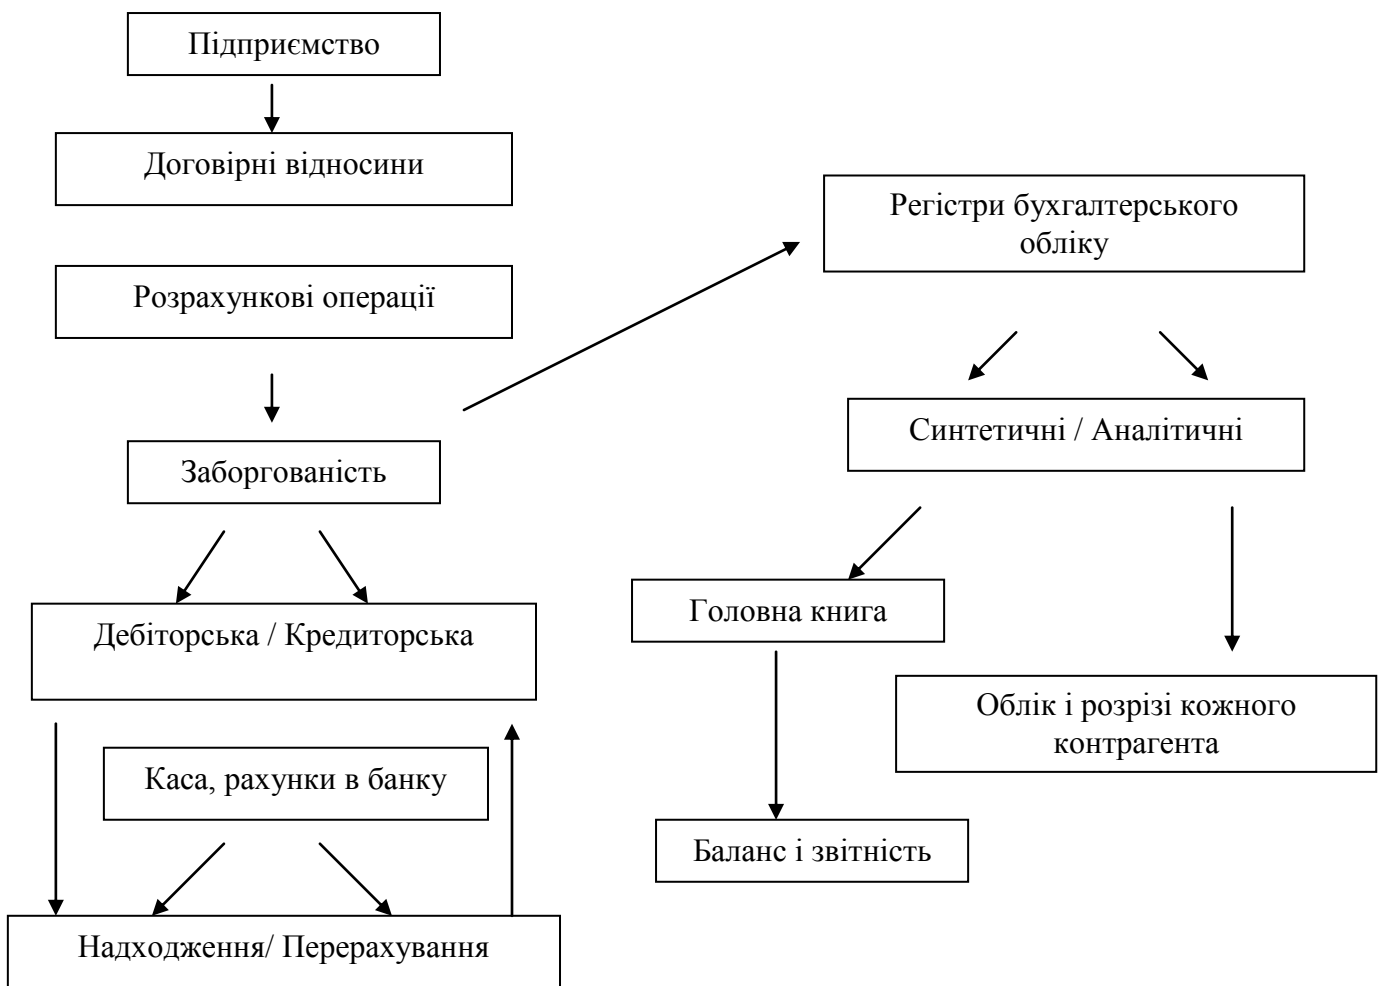 Підприємство
Договірні відносини
Розрахункові операції
Заборгованість
Дебіторська / Кредиторська
Каса, рахунки в банку
Надходження/ Перерахування
Регістри бухгалтерського
обліку
Синтетичні / Аналітичні
Головна книга
Облік і розрізі кожного
контрагента
Баланс і звітність